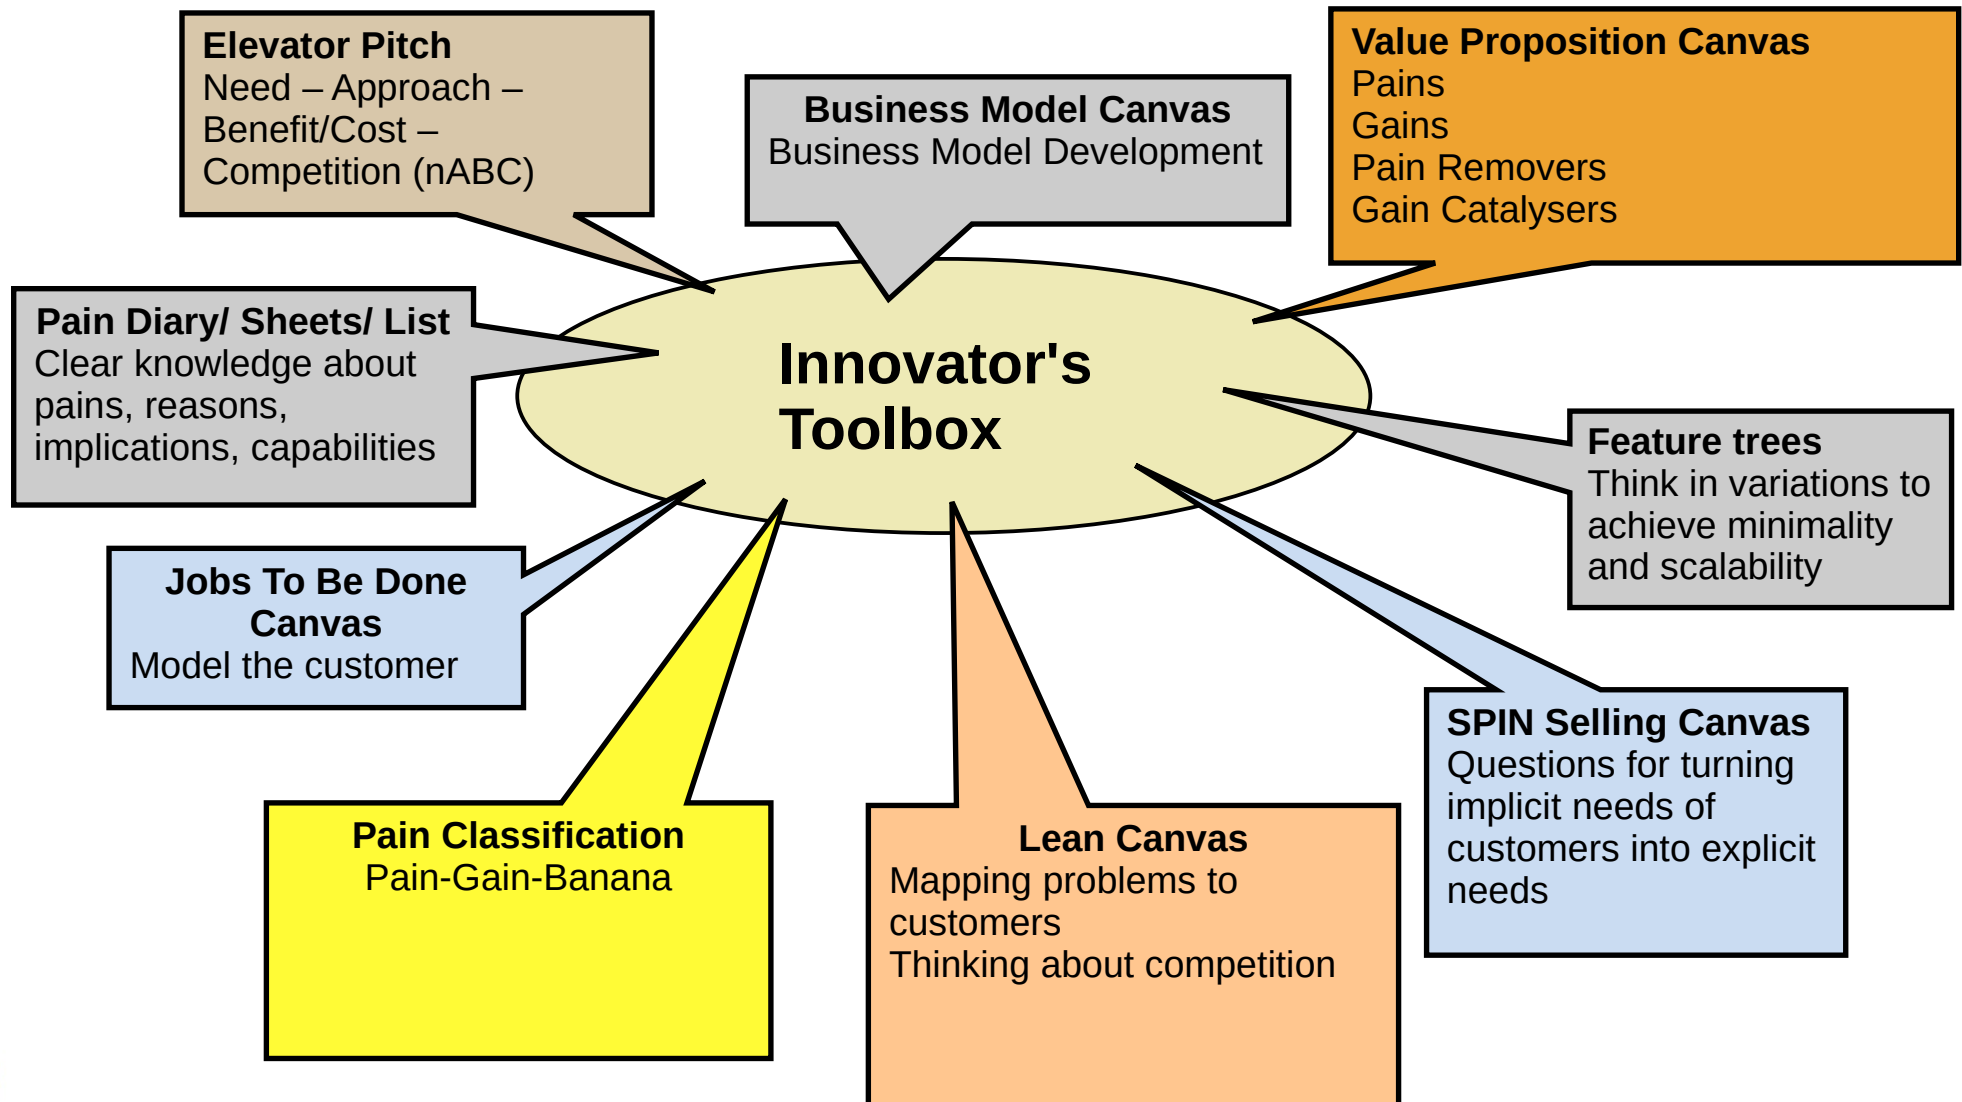 Elevator Pitch
Need – Approach –
Benefit/Cost –
Competition (nABC)
Business Model Canvas
Business Model Development
Value Proposition Canvas
Pains
Gains
Pain Removers
Gain Catalysers
Pain Diary/ Sheets/ List
Clear knowledge about
pains, reasons,
implications, capabilities
Innovator's
Toolbox
Feature trees
Think in variations to
achieve minimality
and scalability
Jobs To Be Done
Canvas
Model the customer
SPIN Selling Canvas
Questions for turning
implicit needs of
customers into explicit
needs
Pain Classification
Pain-Gain-Banana
Lean Canvas
Mapping problems to
customers
Thinking about competition